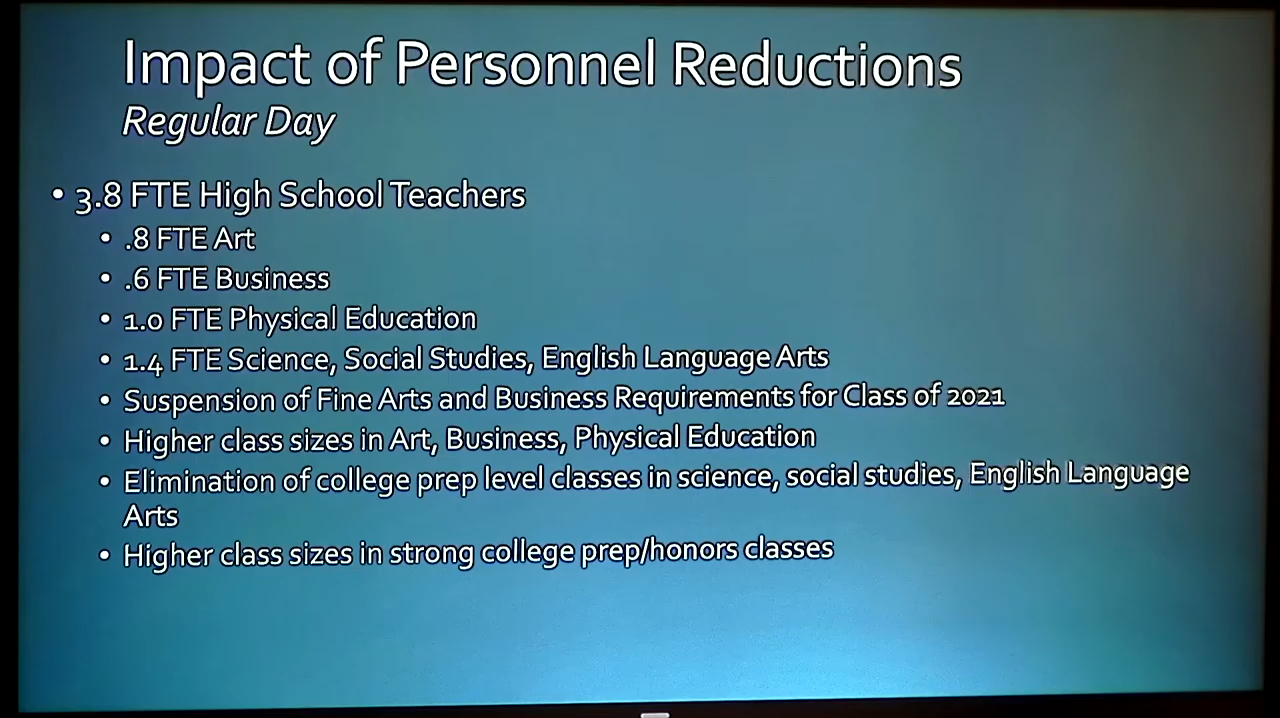 Impact of Personnel Reductions
Regular Day
• 3.8 FTE High School Teachers
• .8 FTE Art
• .6 FTE Business
• 1.0 FTE Physical Education
• 1.4 FTE Science, Social Studies, English Language Arts
• Suspension of Fine Arts and Business Requirements for Class of 2021
• Higher class sizes in Art, Business, Physical Education
• Elimination of college prep level classes in science, social studies, English Language
Arts
• Higher class sizes in strong college prep/honors classes